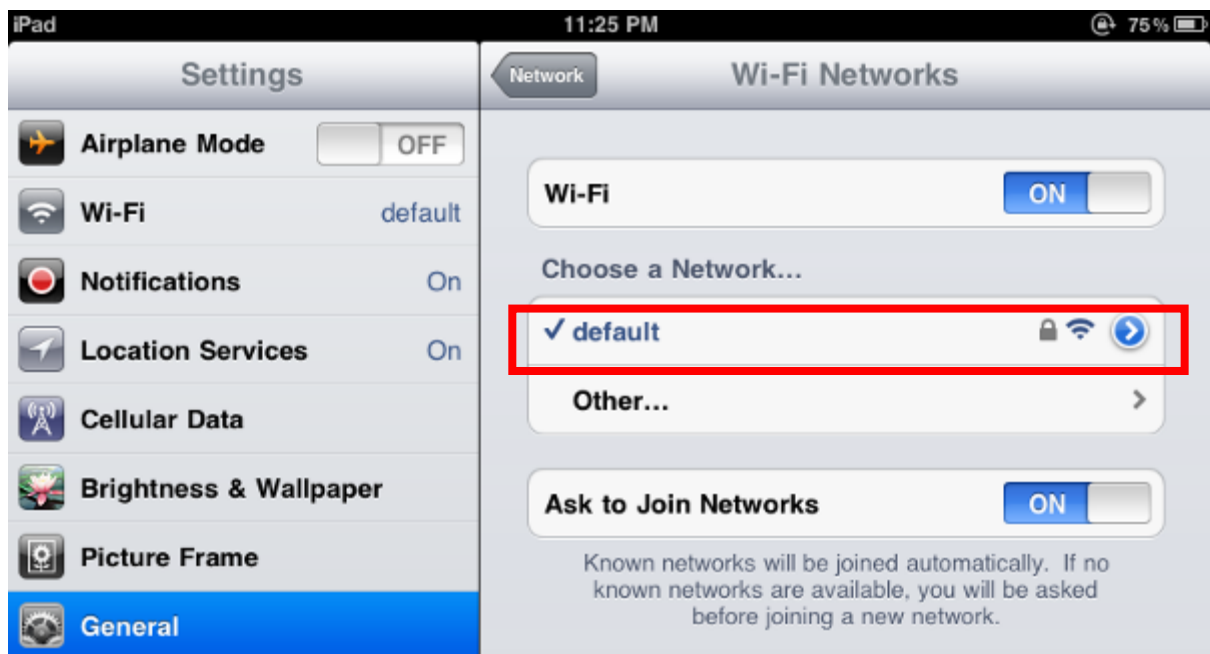 iPad
11:25 PM
75%
Settings
Airplane Mode OFF
Wi-Fi default
Notifications On
Location Services On
Cellular Data
Brightness & Wallpaper
Picture Frame
General
Network
Wi-Fi Networks
Wi-Fi ON
Choose a Network...
default
Other...
Ask to Join Networks ON
Known networks will be joined automatically. If no
known networks are available, you will be asked
before joining a new network.